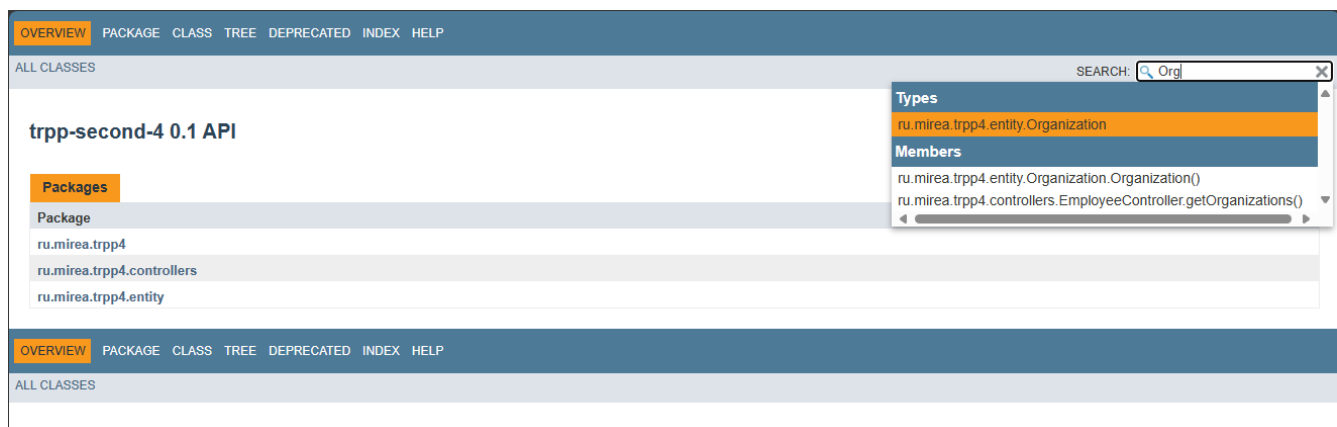 OVERVIEW PACKAGE CLASS TREE DEPRECATED INDEX HELP
ALL CLASSES
SEARCH: Org
Types
ru.mirea.trpp4.entity.Organization
Members
ru.mirea.trpp4.entity.Organization.Organization()
ru.mirea.trpp4.controllers.EmployeeController.getOrganizations()
trpp-second-4 0.1 API
Packages
Package
ru.mirea.trpp4
ru.mirea.trpp4.controllers
ru.mirea.trpp4.entity
OVERVIEW PACKAGE CLASS TREE DEPRECATED INDEX HELP
ALL CLASSES